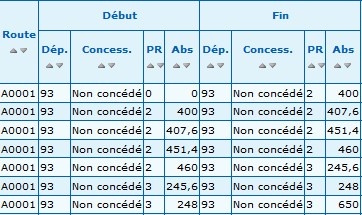 Début Fin
Route
Dép. Concess. PR Abs Dép. Concess. PR Abs
A0001 93 Non concédé 0 0 93 Non concédé 2 400
A0001 93 Non concédé 2 400 93 Non concédé 2 407,6
A0001 93 Non concédé 2 407,6 93 Non concédé 2 451,4
A0001 93 Non concédé 2 451,4 93 Non concédé 2 460
A0001 93 Non concédé 2 460 93 Non concédé 3 245,6
A0001 93 Non concédé 3 245,6 93 Non concédé 3 248
A0001 93 Non concédé 3 248 93 Non concédé 3 650